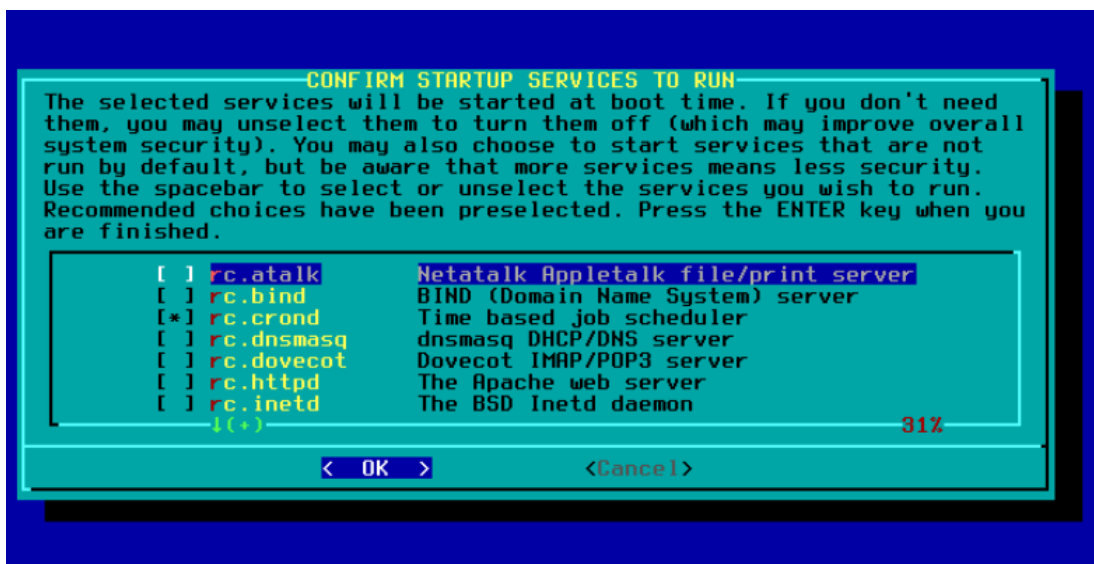 CONFIRM STARTUP SERVICES TO RUN
The selected services will be started at boot time. If you don't need
them, you may unselect them to turn them off (which may improve overall
system security). You may also choose to start services that are not
run by default, but be aware that more services means less security.
Use the spacebar to select or unselect the services you wish to run.
Recommended choices have been preselected. Press the ENTER key when you
are finished.
[ ] rc.atalk Netatalk Appletalk file/print server
[ ] rc.bind BIND (Domain Name System) server
[*] rc.crond Time based job scheduler
[ ] rc.dnsmasq dnsmasq DHCP/DNS server
[ ] rc.dovecot Dovecot IMAP/POP3 server
[ ] rc.httpd The Apache web server
[ ] rc.inetd The BSD Inetd daemon
↓(+) 31%
< OK > <Cancel>